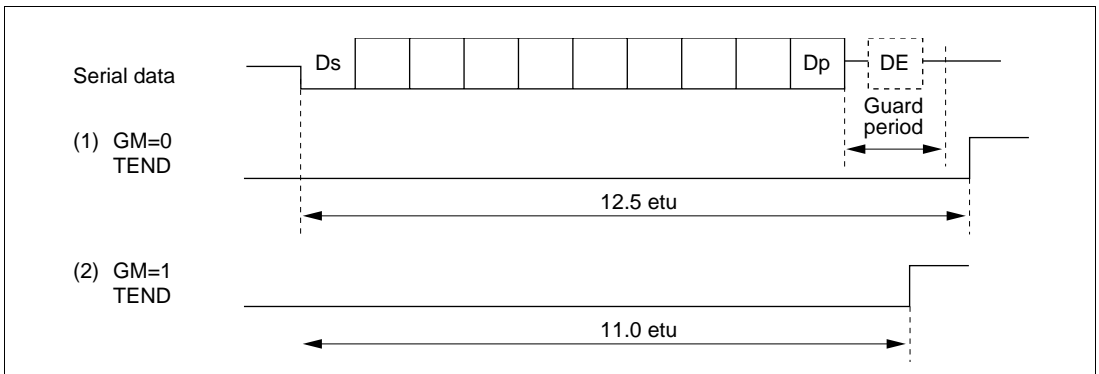 Ds
Dp
DE
Serial data
Guard
period
(1) GM=0
TEND
12.5 etu
(2) GM=1
TEND
11.0 etu